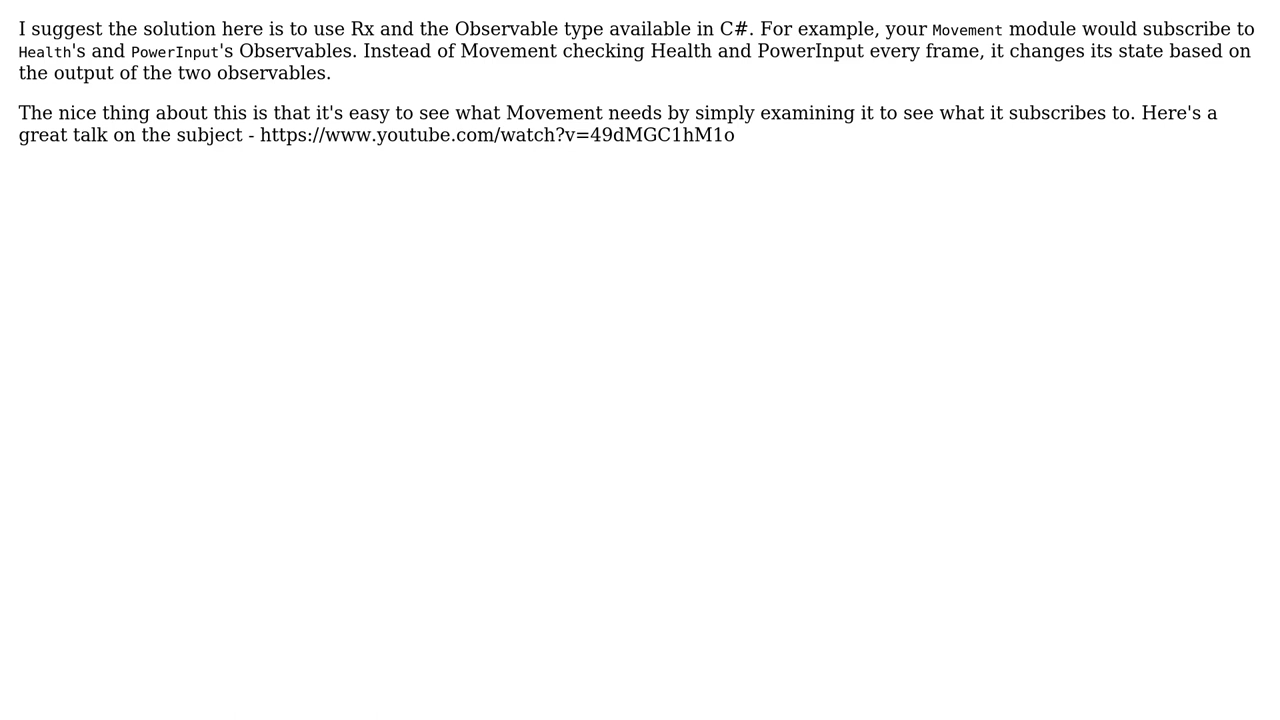 I suggest the solution here is to use Rx and the Observable type available in C#. For example, your Movement module would subscribe to
Health's and PowerInput's Observables. Instead of Movement checking Health and PowerInput every frame, it changes its state based on
the output of the two observables.
The nice thing about this is that it's easy to see what Movement needs by simply examining it to see what it subscribes to. Here's a
great talk on the subject - https://www.youtube.com/watch?v=49dMGC1hM1o